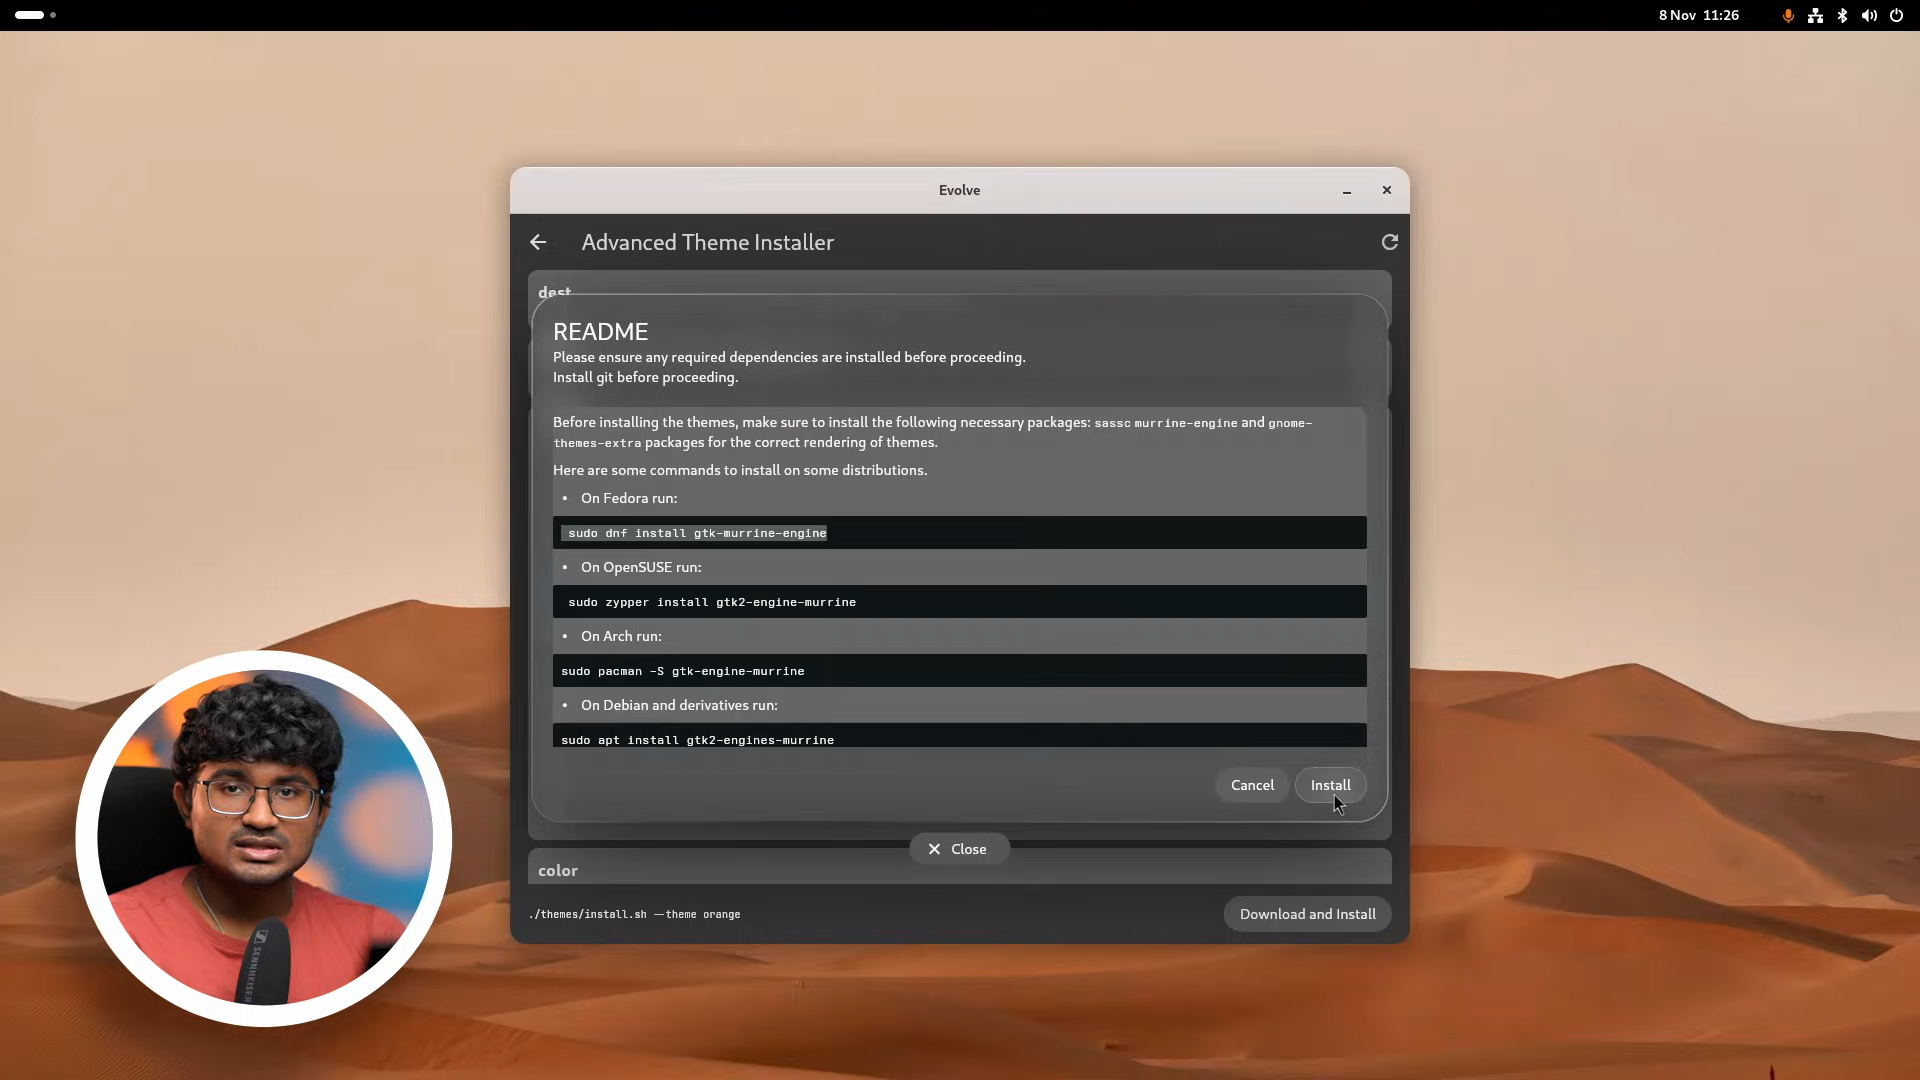 8 Nov 11:26
Evolve
Advanced Theme Installer
dest
README
Please ensure any required dependencies are installed before proceeding.
Install git before proceeding.
Before installing the themes, make sure to install the following necessary packages: sassc murrine-engine and gnome-
themes-extra packages for the correct rendering of themes.
Here are some commands to install on some distributions.
• On Fedora run:
sudo dnf install gtk-murrine-engine
• On OpenSUSE run:
sudo zypper install gtk2-engine-murrine
• On Arch run:
sudo pacman -S gtk-engine-murrine
• On Debian and derivatives run:
sudo apt install gtk2-engines-murrine
Cancel
Install
Close
color
./themes/install.sh --theme orange
Download and Install
SENNHEISER